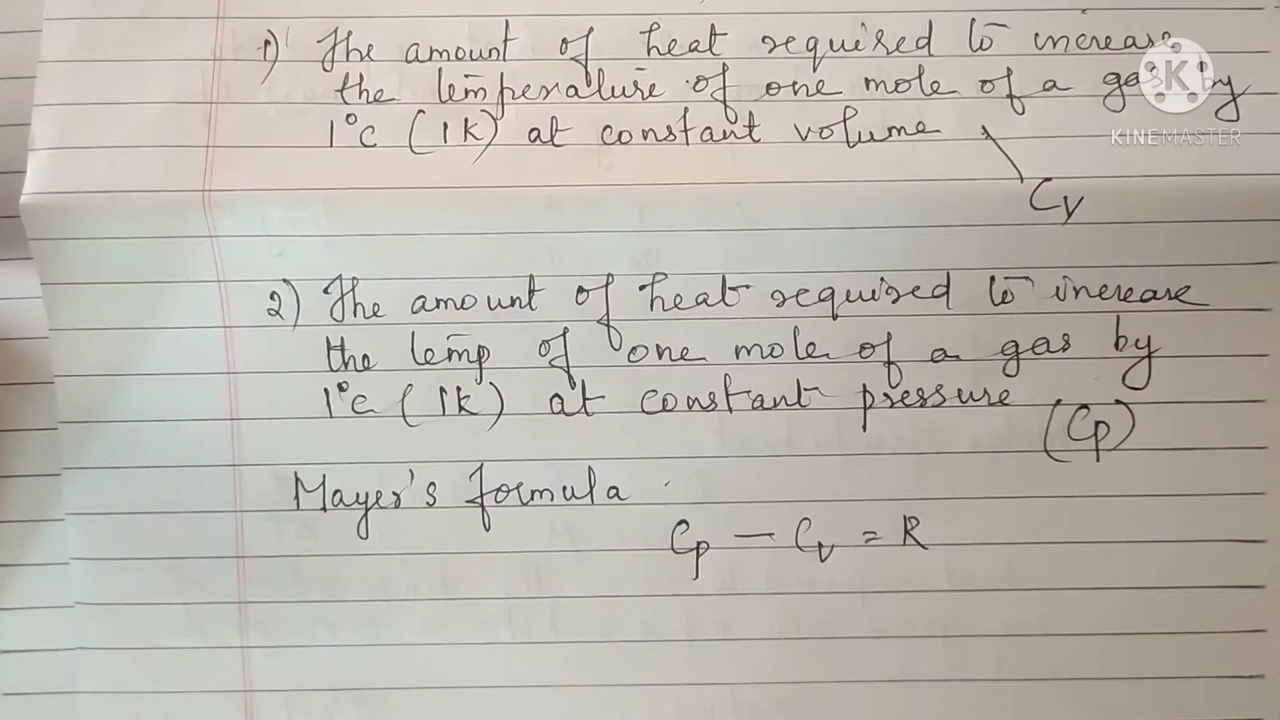 1) The amount of heat required to increase
the temperature of one mole of a gas by
1°c (1K) at constant volume
Cv
2) The amount of heat required to increase
the temp of one mole of a gas by
1°c (1k) at constant pressure
(Cp)
Mayer's formula
Cp - Cv = R
K
KINEMASTER